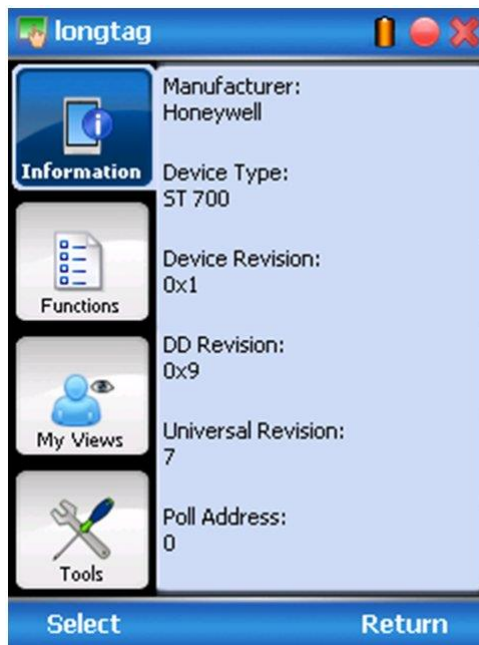 longtag
Information
Functions
My Views
Tools
Manufacturer:
Honeywell
Device Type:
ST 700
Device Revision:
0x1
DD Revision:
0x9
Universal Revision:
7
Poll Address:
0
Select
Return